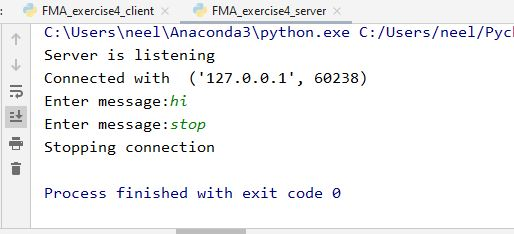 : FMA_exercise4_client × FMA_exercise4_server ×
C:\Users\neel\Anaconda3\python.exe C:/Users/neel/Pyc
Server is listening
Connected with  ('127.0.0.1', 60238)
Enter message:hi
Enter message:stop
Stopping connection
Process finished with exit code 0